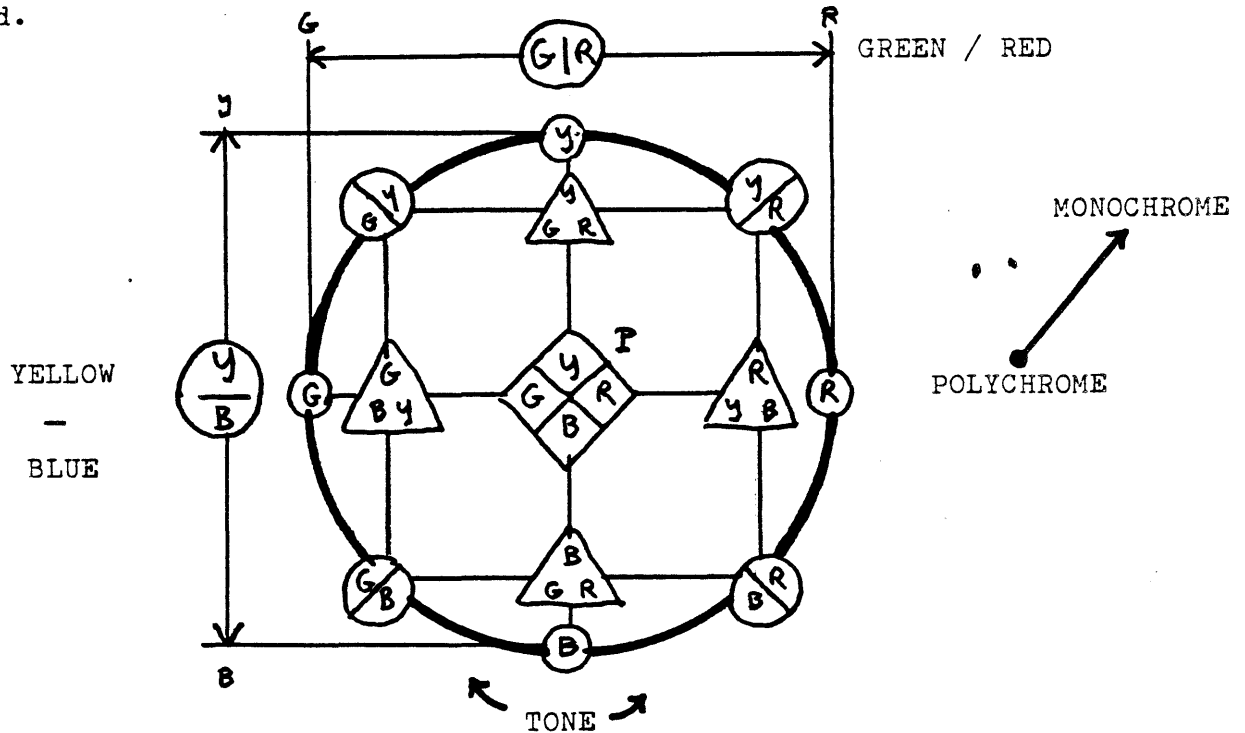 d.
G
R
G|R
GREEN / RED
Y
Y
Y
G
Y
R
Y
G R
MONOCHROME
P
YELLOW
—
BLUE
Y
B
G
G
B Y
Y
G
R
B
R
Y B
R
POLYCHROME
G
B
B
G R
R
B
B
B
TONE